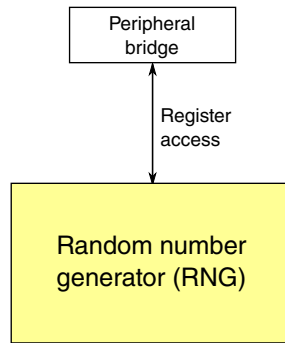 Peripheral
bridge
Register
access
Random number
generator (RNG)